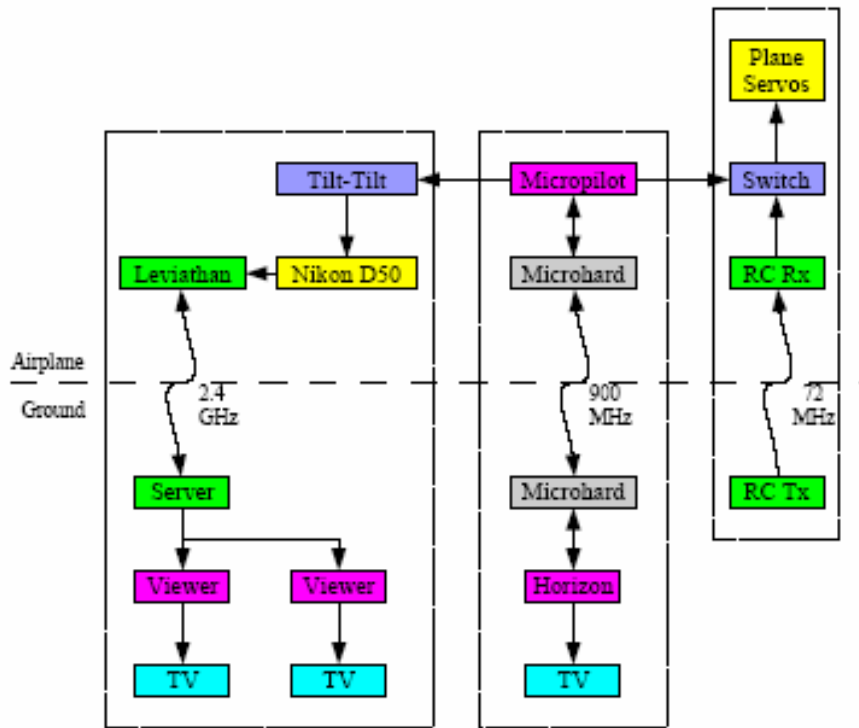 Plane
Servos
Tilt-Tilt
Micropilot
Switch
Leviathan
Nikon D50
Microhard
RC Rx
Airplane
Ground
2.4
GHz
900
MHz
72
MHz
Server
Microhard
RC Tx
Viewer
Viewer
Horizon
TV
TV
TV